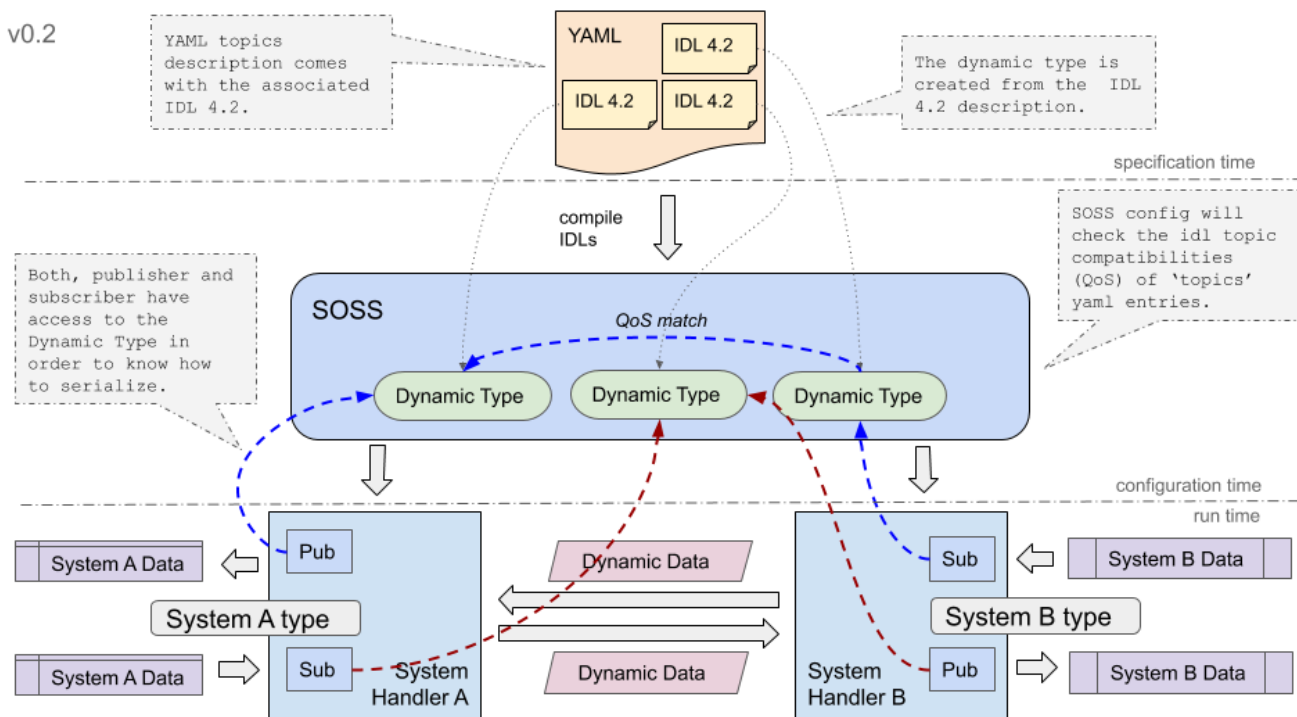 v0.2
YAML topics
description comes
with the associated
IDL 4.2.
YAML
IDL 4.2
IDL 4.2
IDL 4.2
The dynamic type is
created from the IDL
4.2 description.
specification time
compile
IDLs
SOSS config will
check the idl topic
compatibilities
(QoS) of ‘topics’
yaml entries.
Both, publisher and
subscriber have
access to the
Dynamic Type in
order to know how
to serialize.
SOSS
QoS match
Dynamic Type
Dynamic Type
Dynamic Type
configuration time
run time
System A Data
Pub
Dynamic Data
Sub
System B Data
System A type
System B type
System A Data
Sub
System
Handler A
Dynamic Data
System
Handler B
Pub
System B Data